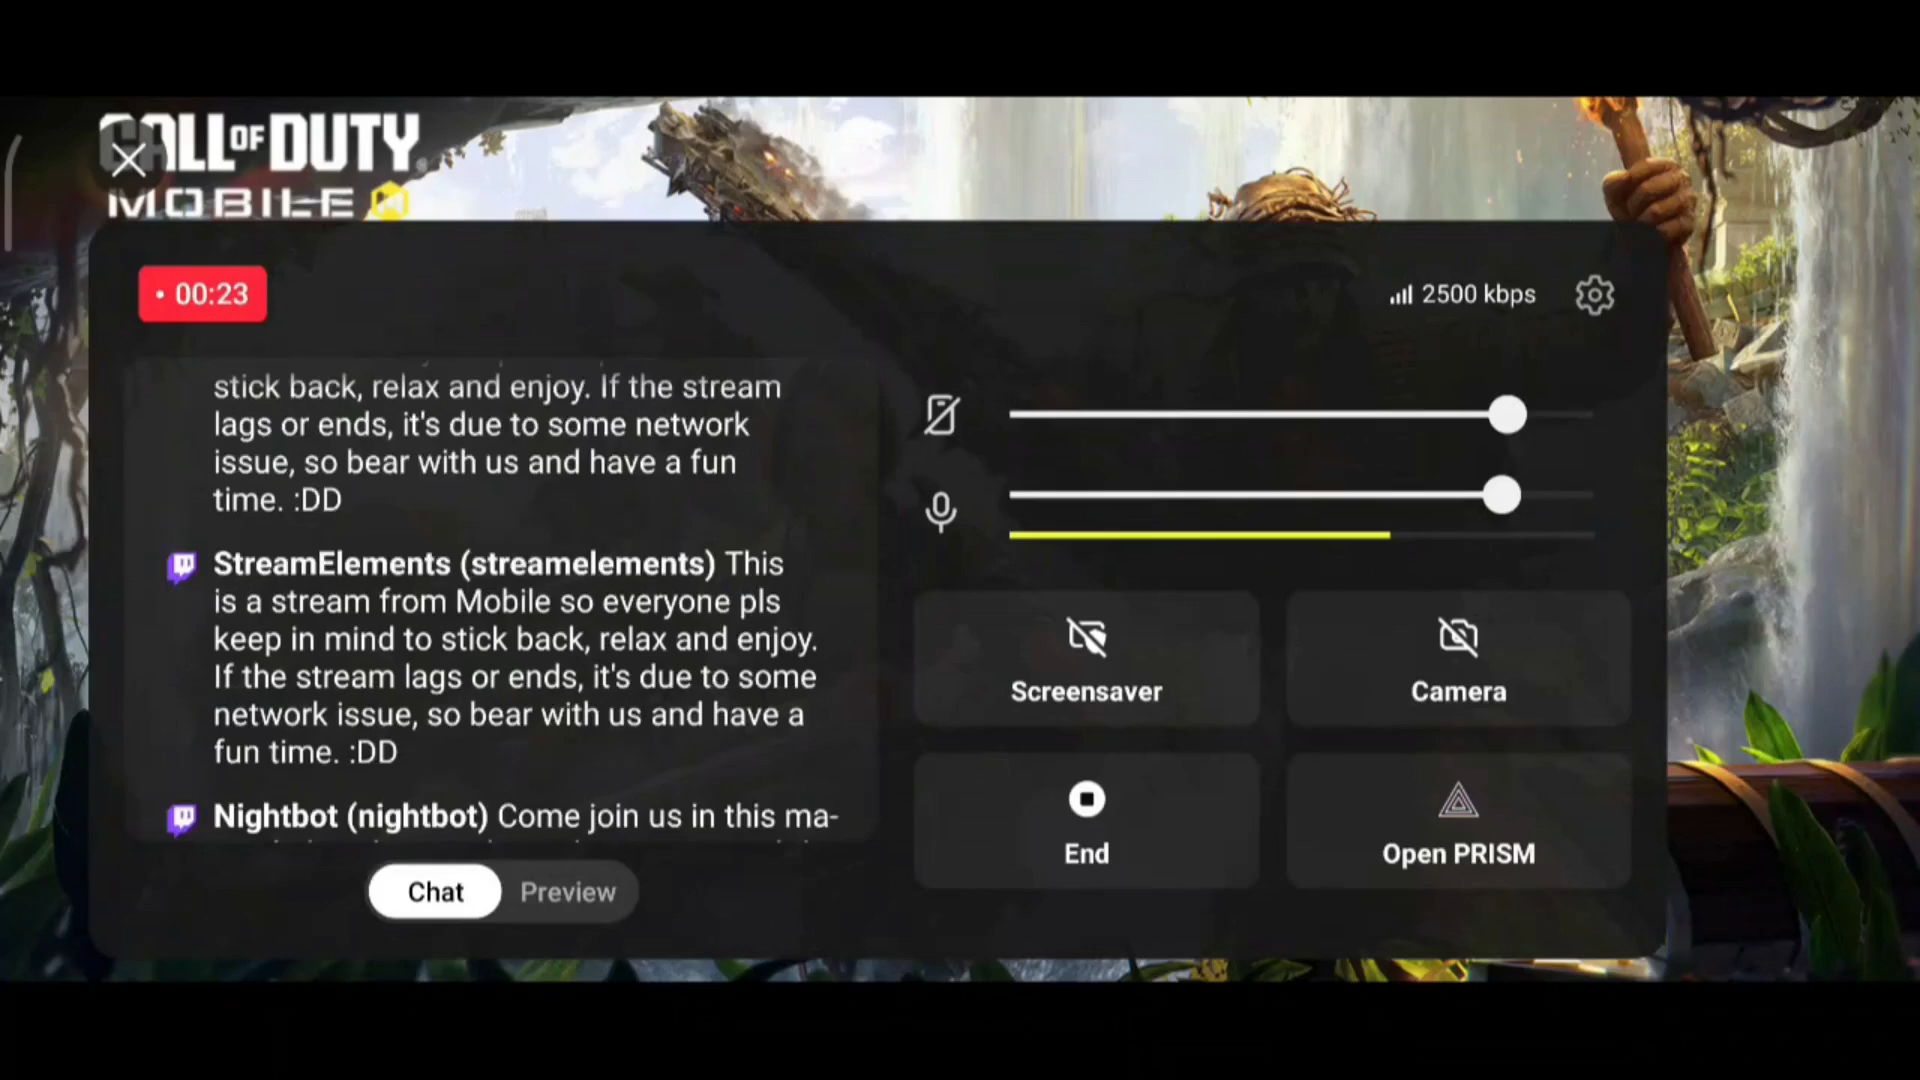 CALL OF DUTY
MOBILE
00:23
2500 kbps
stick back, relax and enjoy. If the stream
lags or ends, it's due to some network
issue, so bear with us and have a fun
time. :DD
StreamElements (streamelements) This
is a stream from Mobile so everyone pls
keep in mind to stick back, relax and enjoy.
If the stream lags or ends, it's due to some
network issue, so bear with us and have a
fun time. :DD
Nightbot (nightbot) Come join us in this ma-
Chat
Preview
Screensaver
Camera
End
Open PRISM